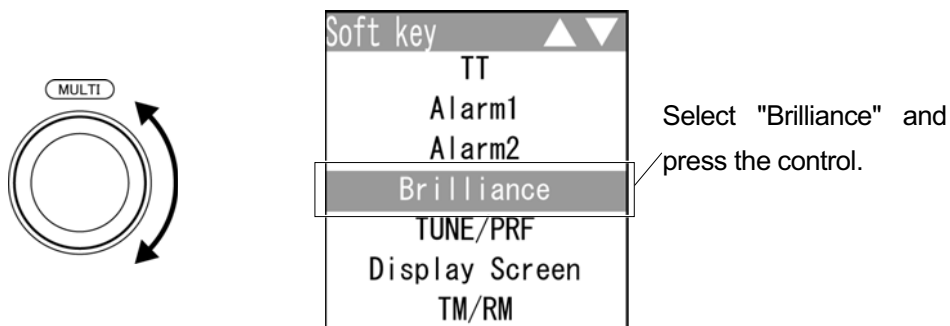 MULTI
Soft key
TT
Alarm1
Alarm2
Brilliance
TUNE/PRF
Display Screen
TM/RM
Select "Brilliance" and
press the control.